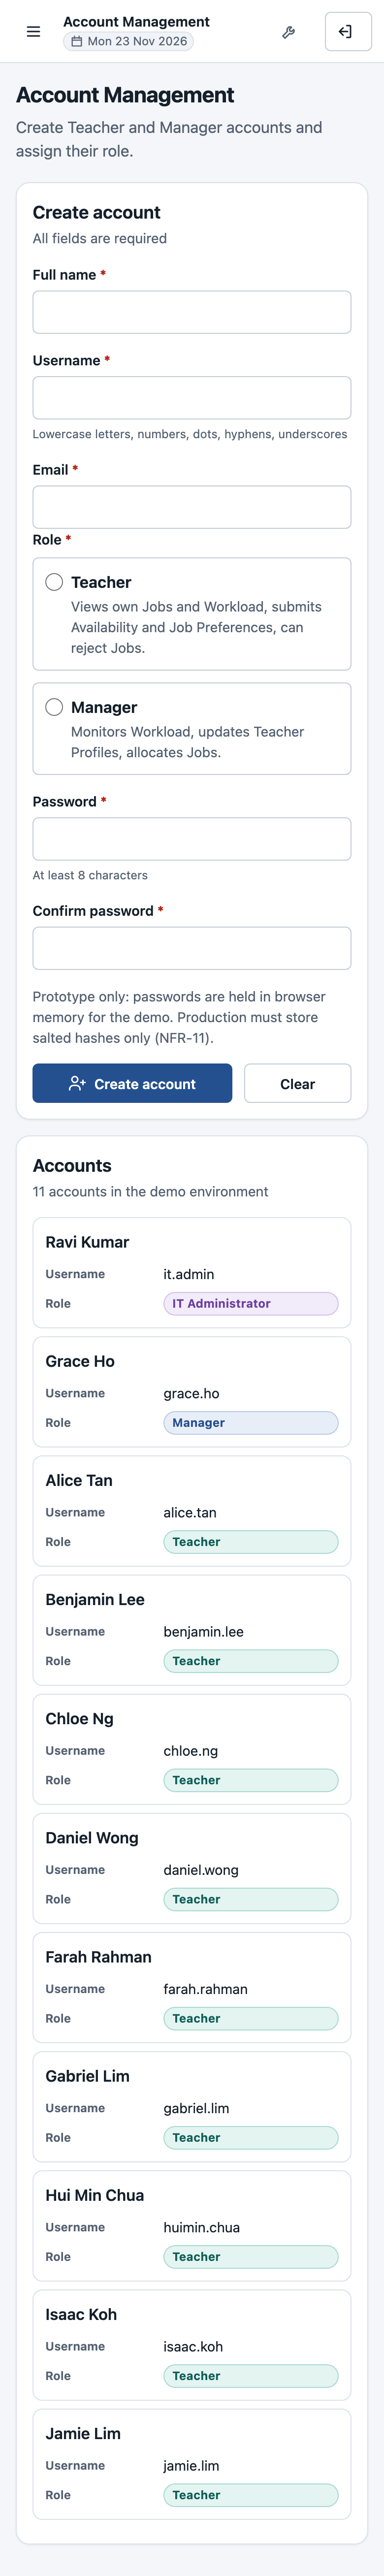 Account Management
Mon 23 Nov 2026
Account Management
Create Teacher and Manager accounts and
assign their role.
Create account
All fields are required
Full name *
Username *
Lowercase letters, numbers, dots, hyphens, underscores
Email *
Role *
Teacher
Views own Jobs and Workload, submits
Availability and Job Preferences, can
reject Jobs.
Manager
Monitors Workload, updates Teacher
Profiles, allocates Jobs.
Password *
At least 8 characters
Confirm password *
Prototype only: passwords are held in browser
memory for the demo. Production must store
salted hashes only (NFR-11).
Create account
Clear
Accounts
11 accounts in the demo environment
Ravi Kumar
Username it.admin
Role IT Administrator
Grace Ho
Username grace.ho
Role Manager
Alice Tan
Username alice.tan
Role Teacher
Benjamin Lee
Username benjamin.lee
Role Teacher
Chloe Ng
Username chloe.ng
Role Teacher
Daniel Wong
Username daniel.wong
Role Teacher
Farah Rahman
Username farah.rahman
Role Teacher
Gabriel Lim
Username gabriel.lim
Role Teacher
Hui Min Chua
Username huimin.chua
Role Teacher
Isaac Koh
Username isaac.koh
Role Teacher
Jamie Lim
Username jamie.lim
Role Teacher